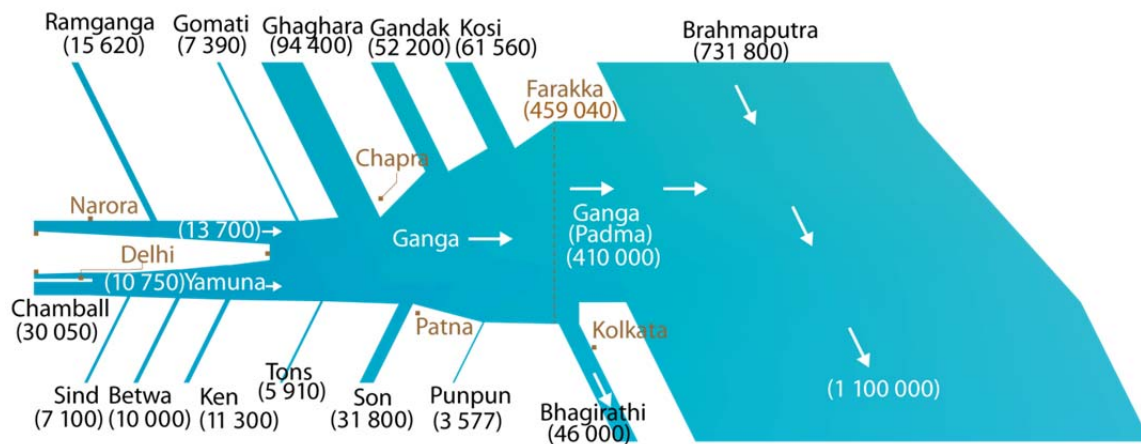 Ramganga
(15 620)
Gomati
(7 390)
Ghaghara
(94 400)
Gandak
(52 200)
Kosi
(61 560)
Brahmaputra
(731 800)
Farakka
(459 040)
Chapra
Narora
(13 700)
Ganga
Ganga
(Padma)
(410 000)
Delhi
(10 750)Yamuna
Chamball
(30 050)
Patna
Kolkata
Sind
(7 100)
Betwa
(10 000)
Ken
(11 300)
Tons
(5 910)
Son
(31 800)
Punpun
(3 577)
Bhagirathi
(46 000)
(1 100 000)